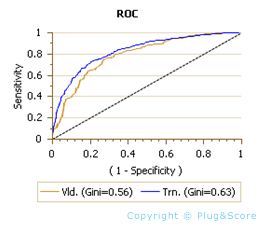 ROC
Sensitivity
1
0.8
0.6
0.4
0.2
0
0 0.2 0.4 0.6 0.8 1
( 1 - Specificity )
Vld. (Gini=0.56) Trn. (Gini=0.63)
Copyright © Plug&Score